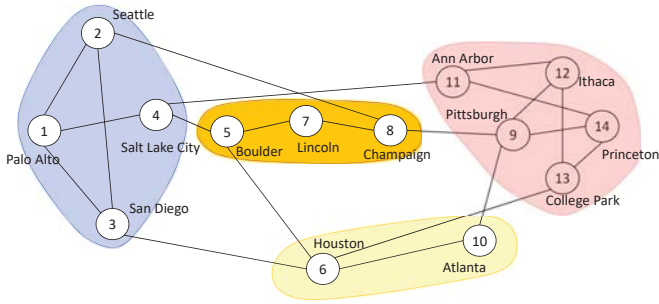 Seattle
2
Ann Arbor
11
12
Ithaca
1
Palo Alto
4
Salt Lake City
5
Boulder
7
Lincoln
8
Champaign
Pittsburgh
9
14
Princeton
13
College Park
San Diego
3
Houston
6
10
Atlanta